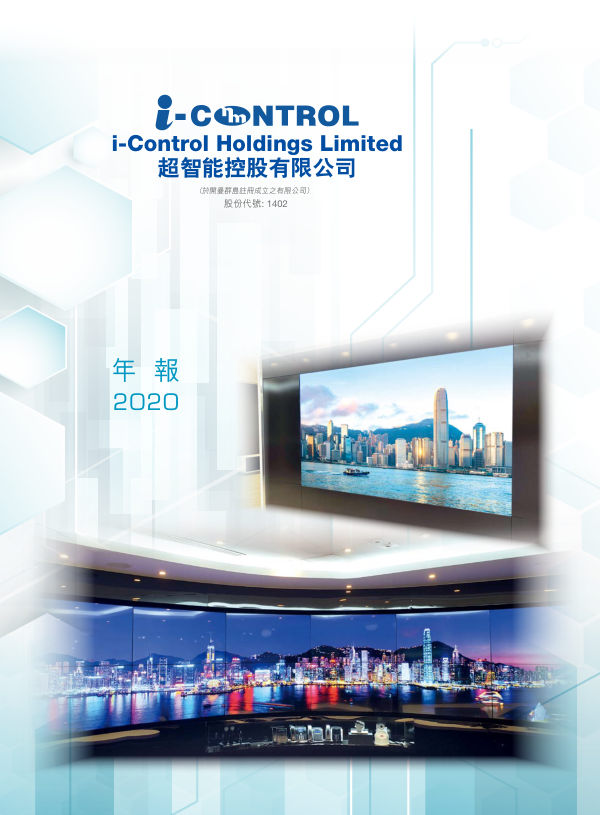 i-CONTROL
i-Control Holdings Limited
超智能控股有限公司
(於開曼群島註冊成立之有限公司)
股份代號: 1402
年 報
2020